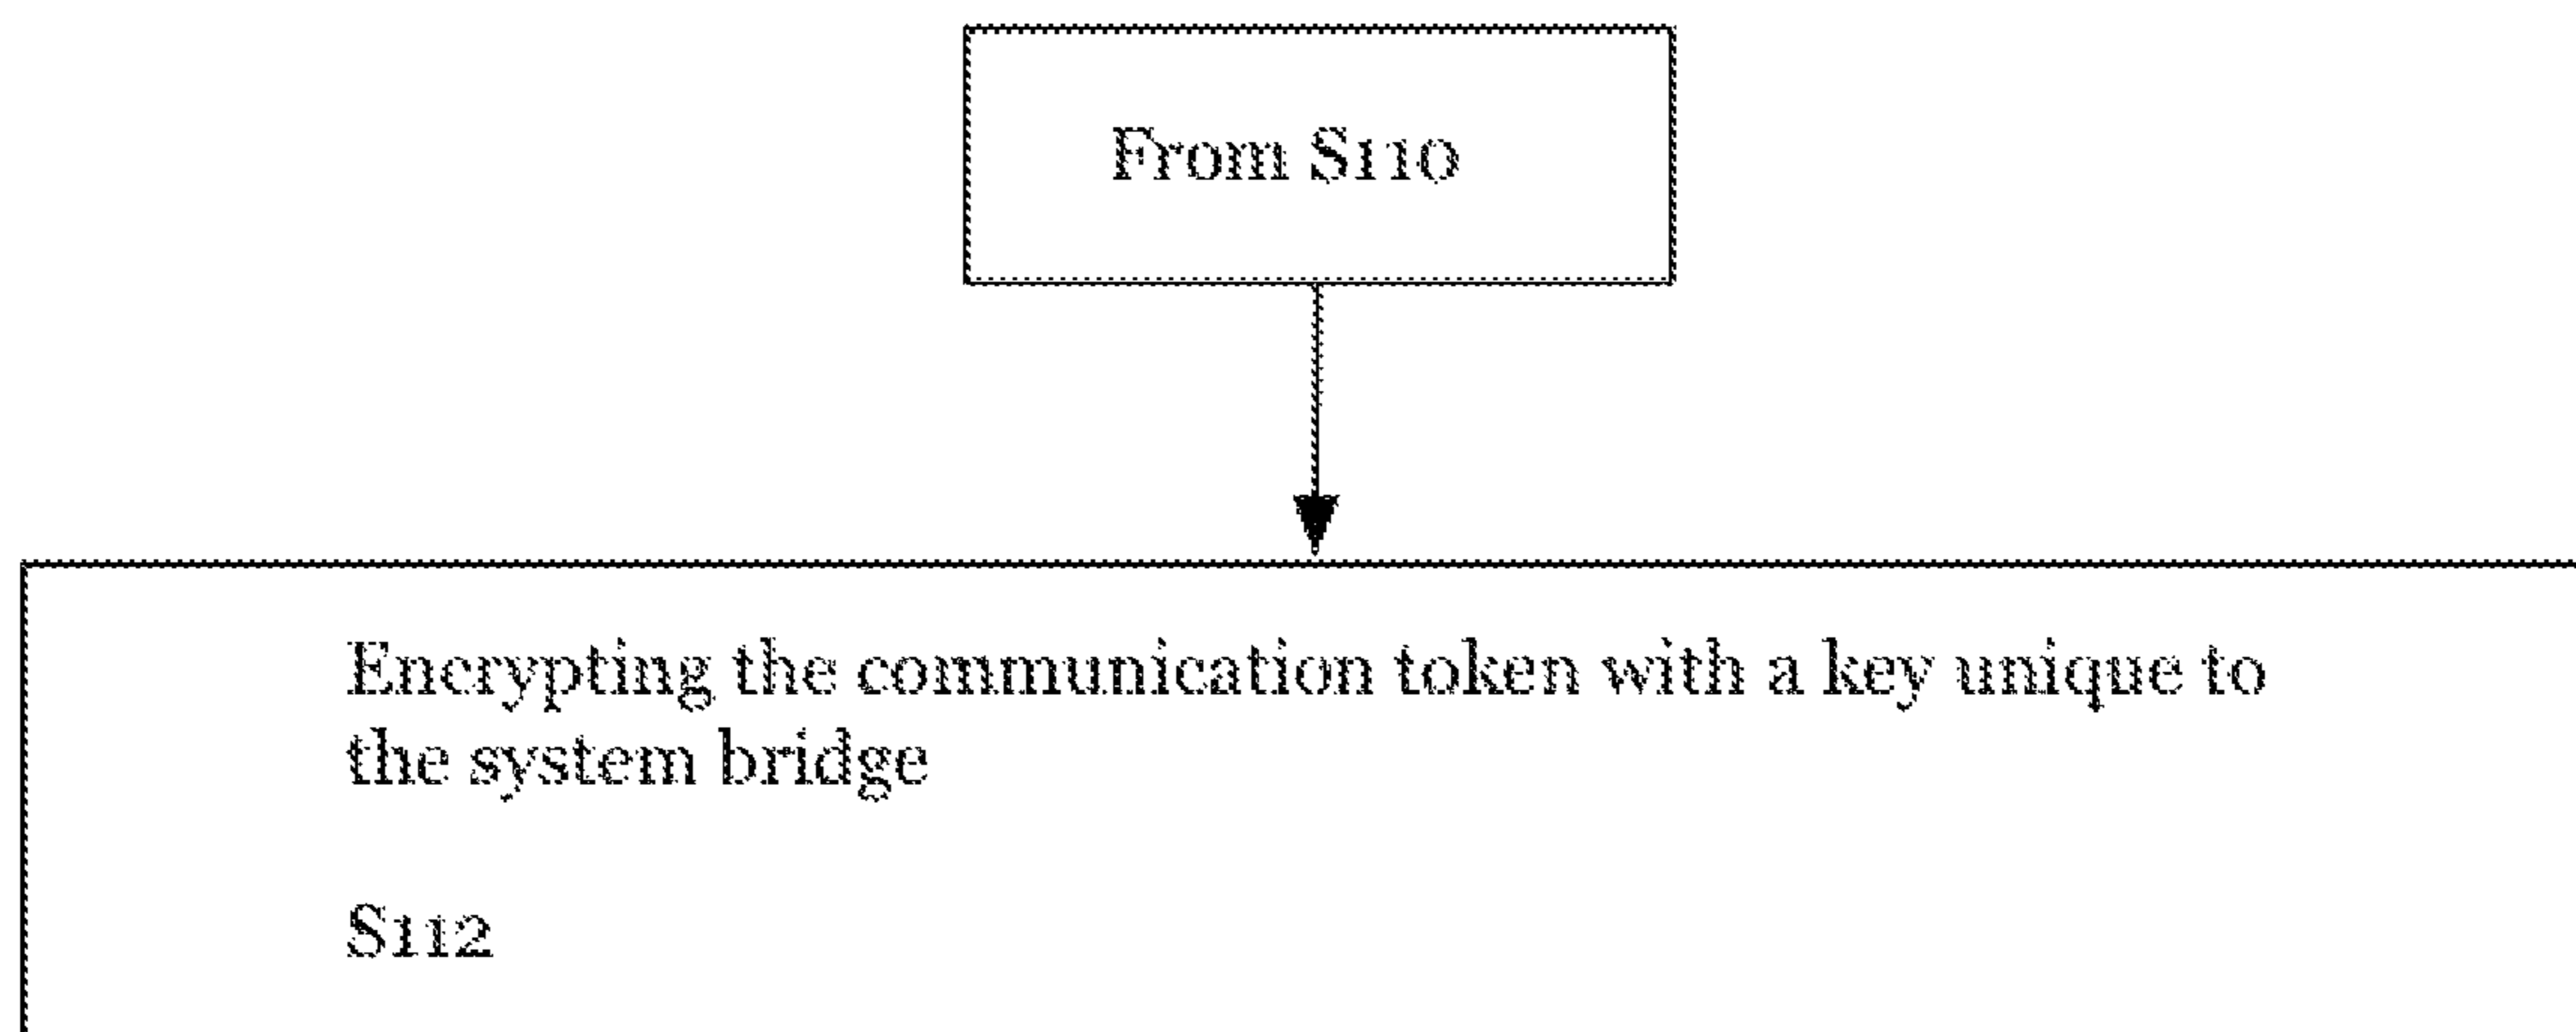 From S110
Encrypting the communication token with a key unique to
the system bridge
S112